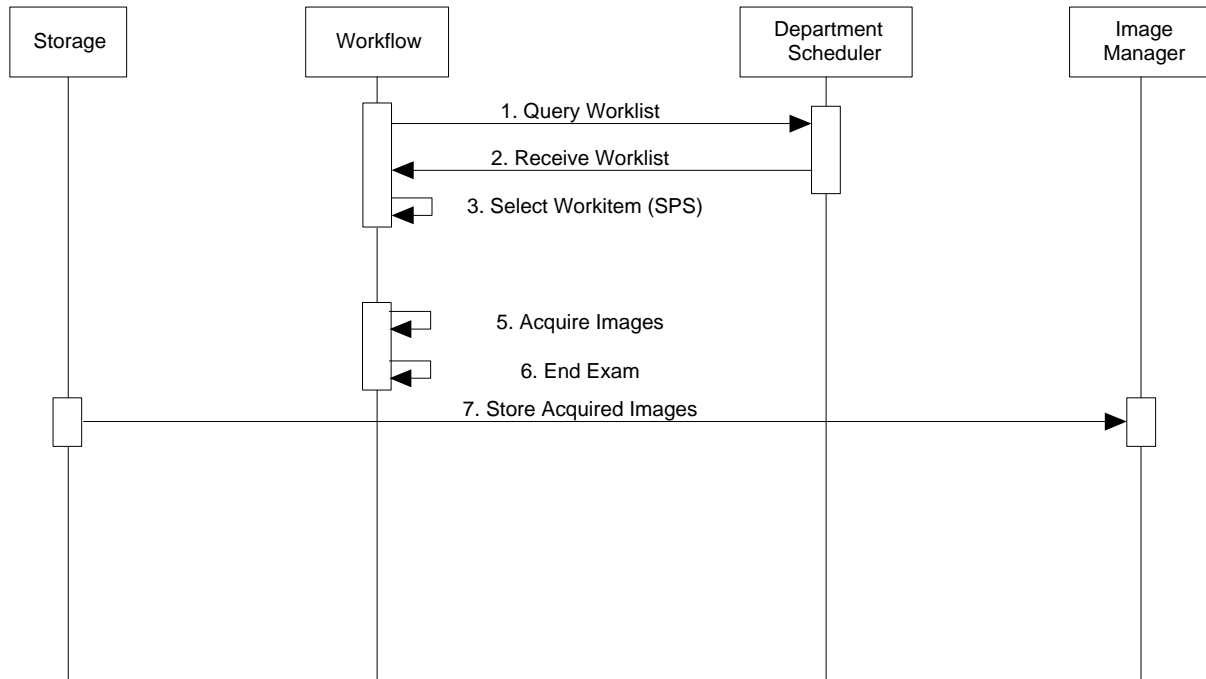 Storage
Workflow
Department
Scheduler
Image
Manager
1. Query Worklist
2. Receive Worklist
3. Select Workitem (SPS)
5. Acquire Images
6. End Exam
7. Store Acquired Images